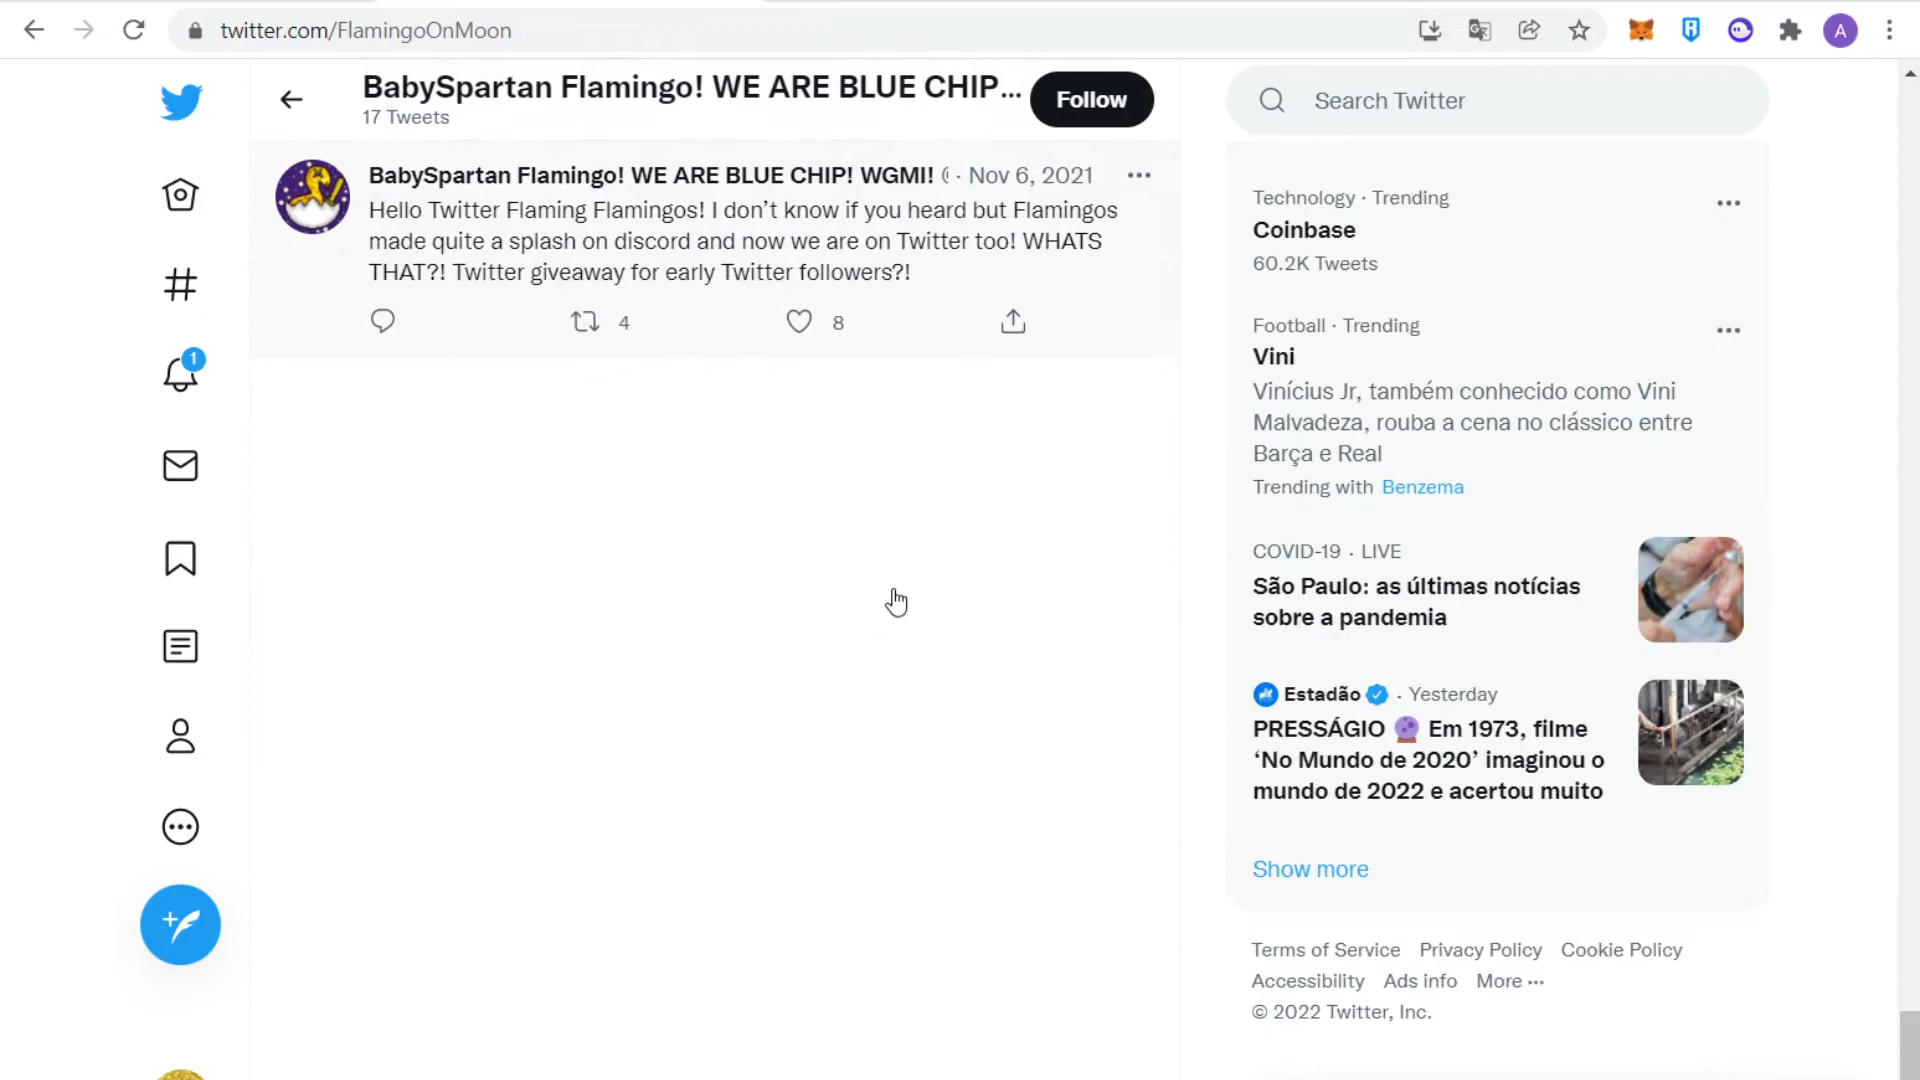 twitter.com/FlamingoOnMoon
A
BabySpartan Flamingo! WE ARE BLUE CHIP...
17 Tweets
Follow
Search Twitter
BabySpartan Flamingo! WE ARE BLUE CHIP! WGMI! · Nov 6, 2021
Hello Twitter Flaming Flamingos! I don’t know if you heard but Flamingos
made quite a splash on discord and now we are on Twitter too! WHATS
THAT?! Twitter giveaway for early Twitter followers?!
4
8
1
Technology · Trending
Coinbase
60.2K Tweets
Football · Trending
Vini
Vinícius Jr, também conhecido como Vini
Malvadeza, rouba a cena no clássico entre
Barça e Real
Trending with Benzema
COVID-19 · LIVE
São Paulo: as últimas notícias
sobre a pandemia
Estadão · Yesterday
PRESSÁGIO 🔮 Em 1973, filme
‘No Mundo de 2020’ imaginou o
mundo de 2022 e acertou muito
Show more
Terms of Service Privacy Policy Cookie Policy
Accessibility Ads info More ···
© 2022 Twitter, Inc.